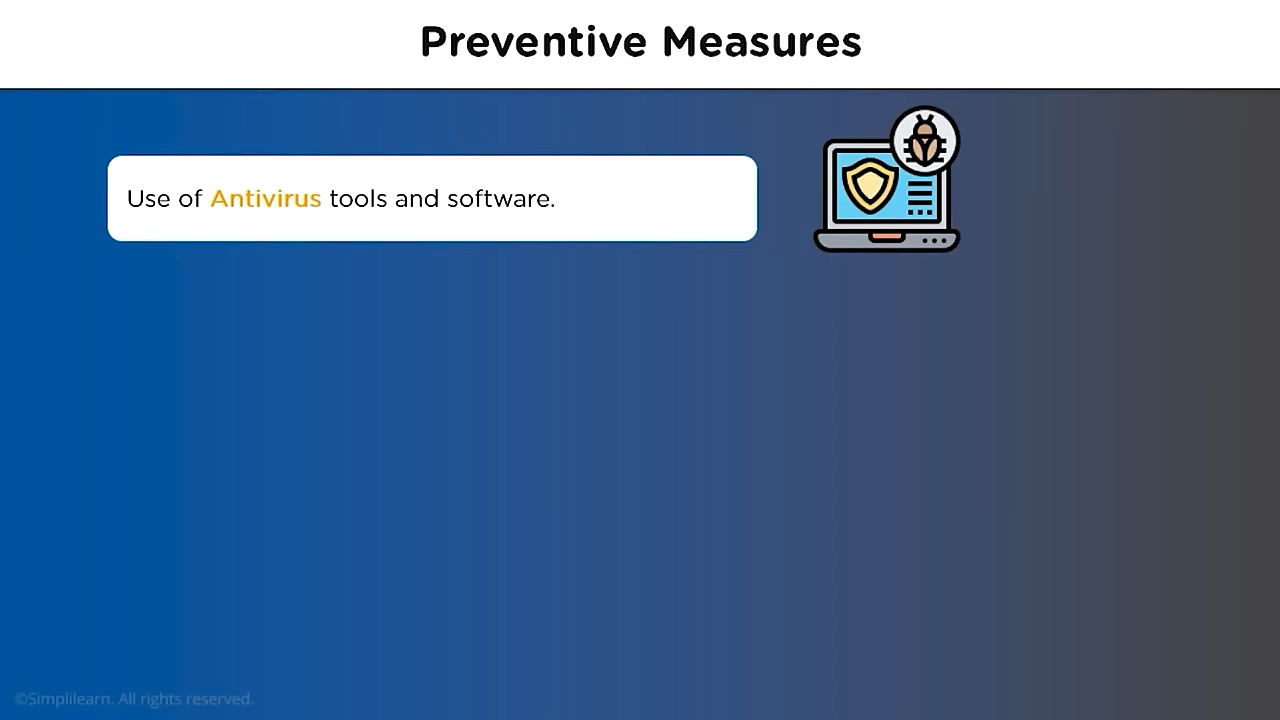 Preventive Measures
Use of Antivirus tools and software.
©Simplilearn. All rights reserved.